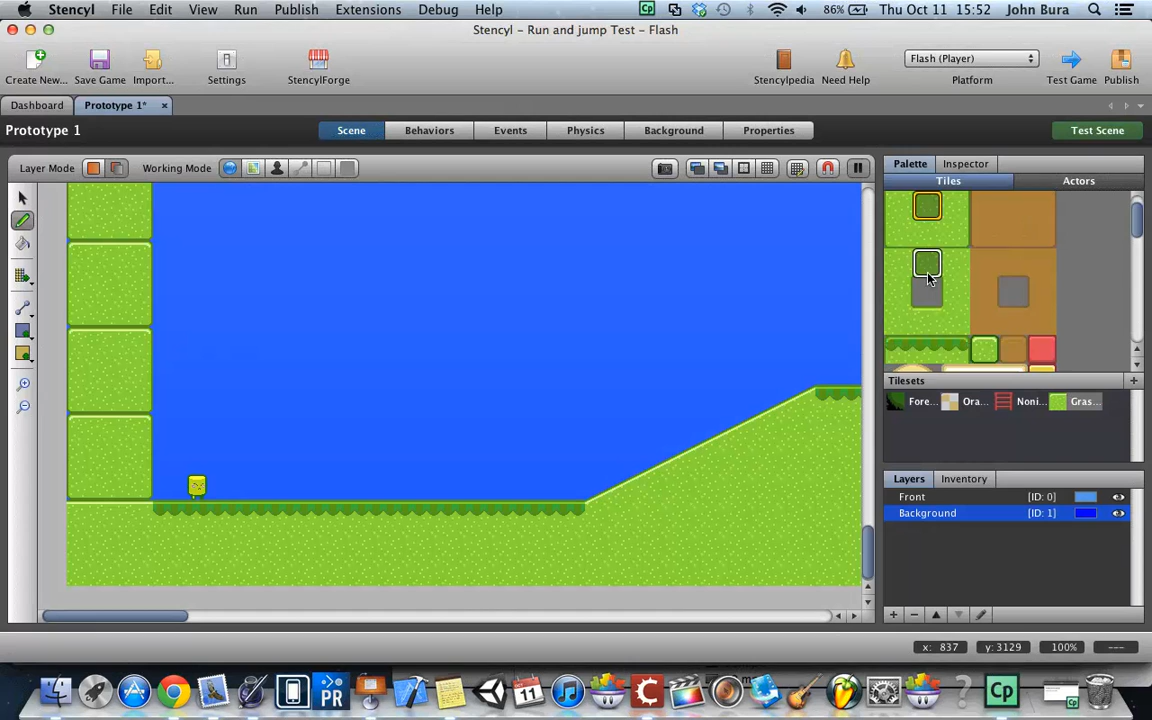 Stencyl File Edit View Run Publish Extensions Debug Help 86% Thu Oct 11 15:52 John Bura
Stencyl – Run and jump Test – Flash
Create New... Save Game Import... Settings StencylForge Stencylpedia Need Help Flash (Player) Platform Test Game Publish
Dashboard Prototype 1*
Prototype 1 Scene Behaviors Events Physics Background Properties Test Scene
Layer Mode Working Mode Palette Inspector
Tiles Actors
Tilesets
Fore... Ora... Noni... Gras...
Layers Inventory
Front [ID: 0]
Background [ID: 1]
x: 837 y: 3129 100% ---
PR 11 Cp